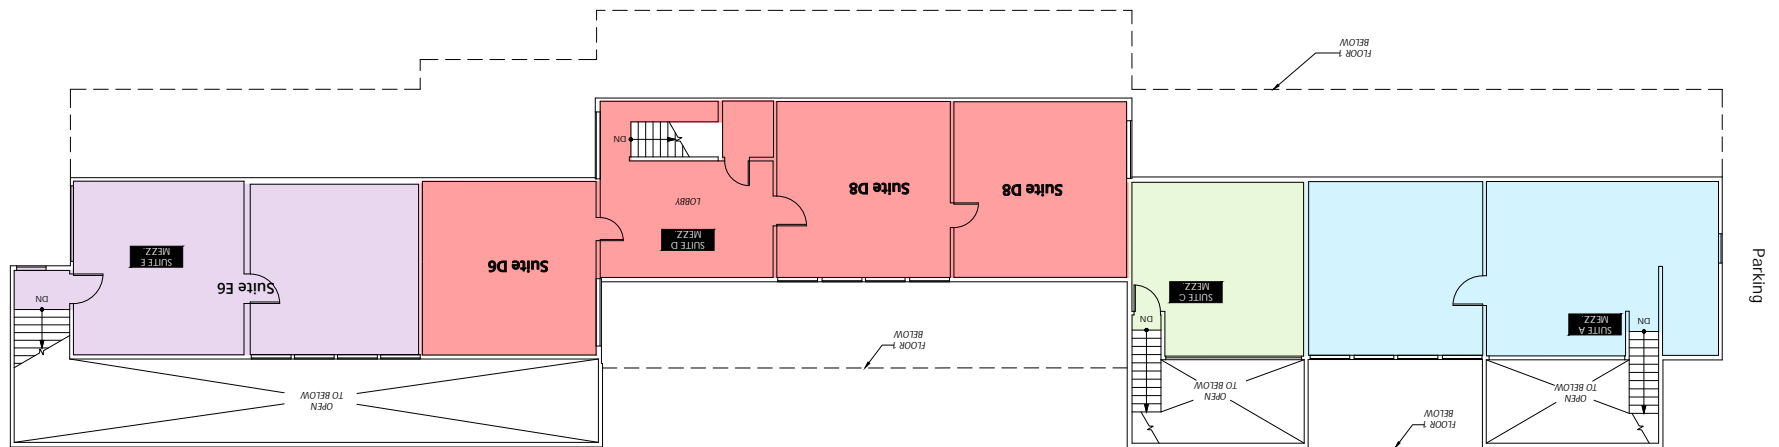 FLOOR 1
BELOW
DN
LOBBY
Suite D8
Suite D8
SUITE D
MEZZ.
SUITE E
MEZZ.
Suite D6
Suite E6
DN
SUITE C
MEZZ.
DN
SUITE A
MEZZ
DN
Parking
FLOOR 1
BELOW
OPEN
TO BELOW
OPEN
TO BELOW
OPEN
TO BELOW
FLOOR 1
BELOW